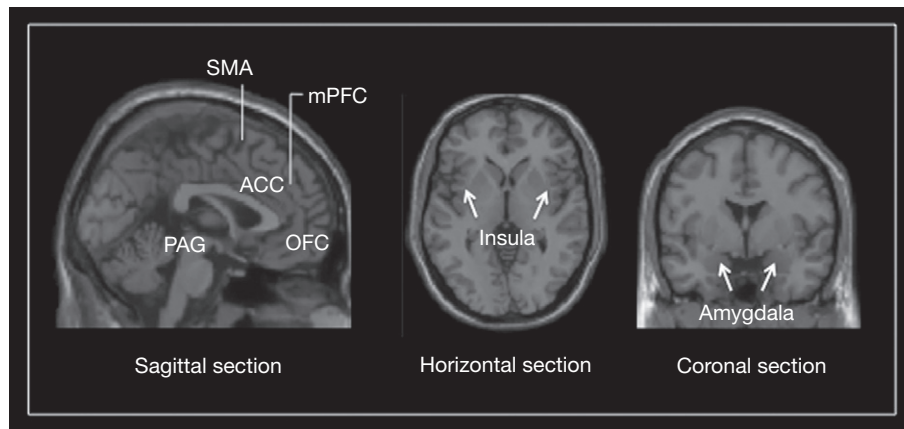 SMA
mPFC
ACC
PAG
OFC
Insula
Amygdala
Sagittal section
Horizontal section
Coronal section